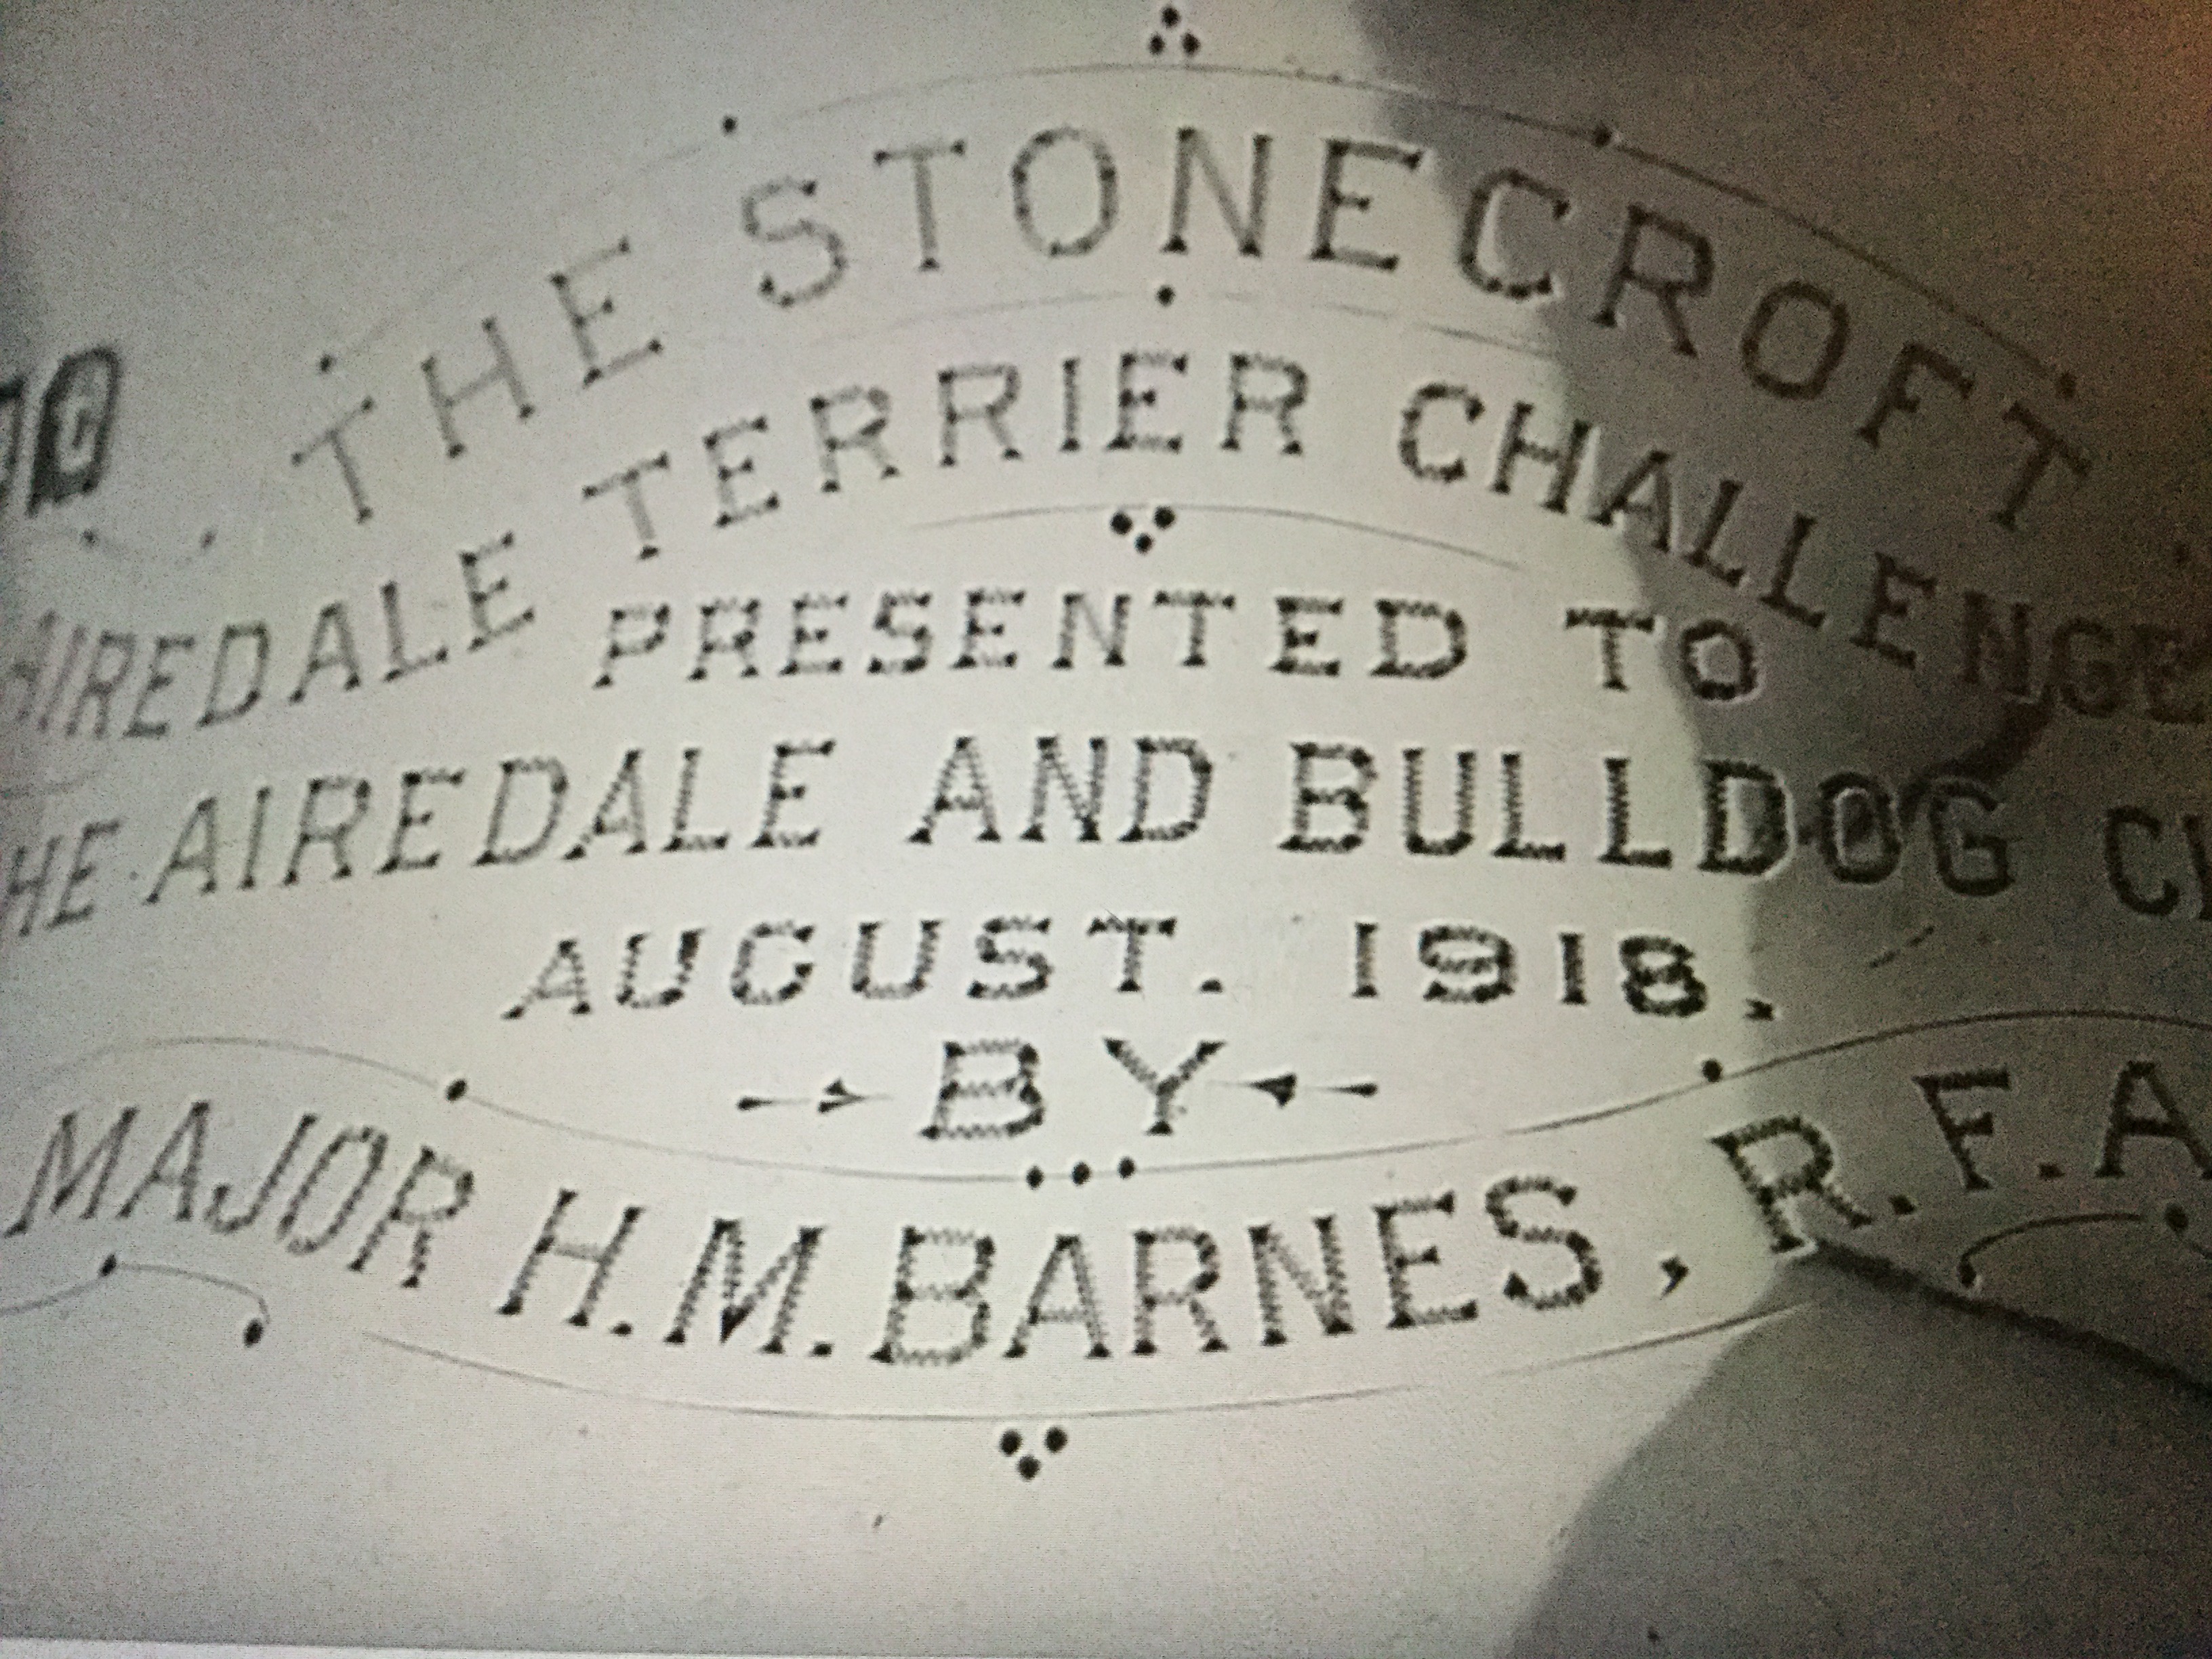 THE STONECROFT
AIREDALE TERRIER CHALLENGE
PRESENTED TO
THE AIREDALE AND BULLDOG
AUGUST. 1918.
BY
MAJOR H.M. BARNES, R.F.A